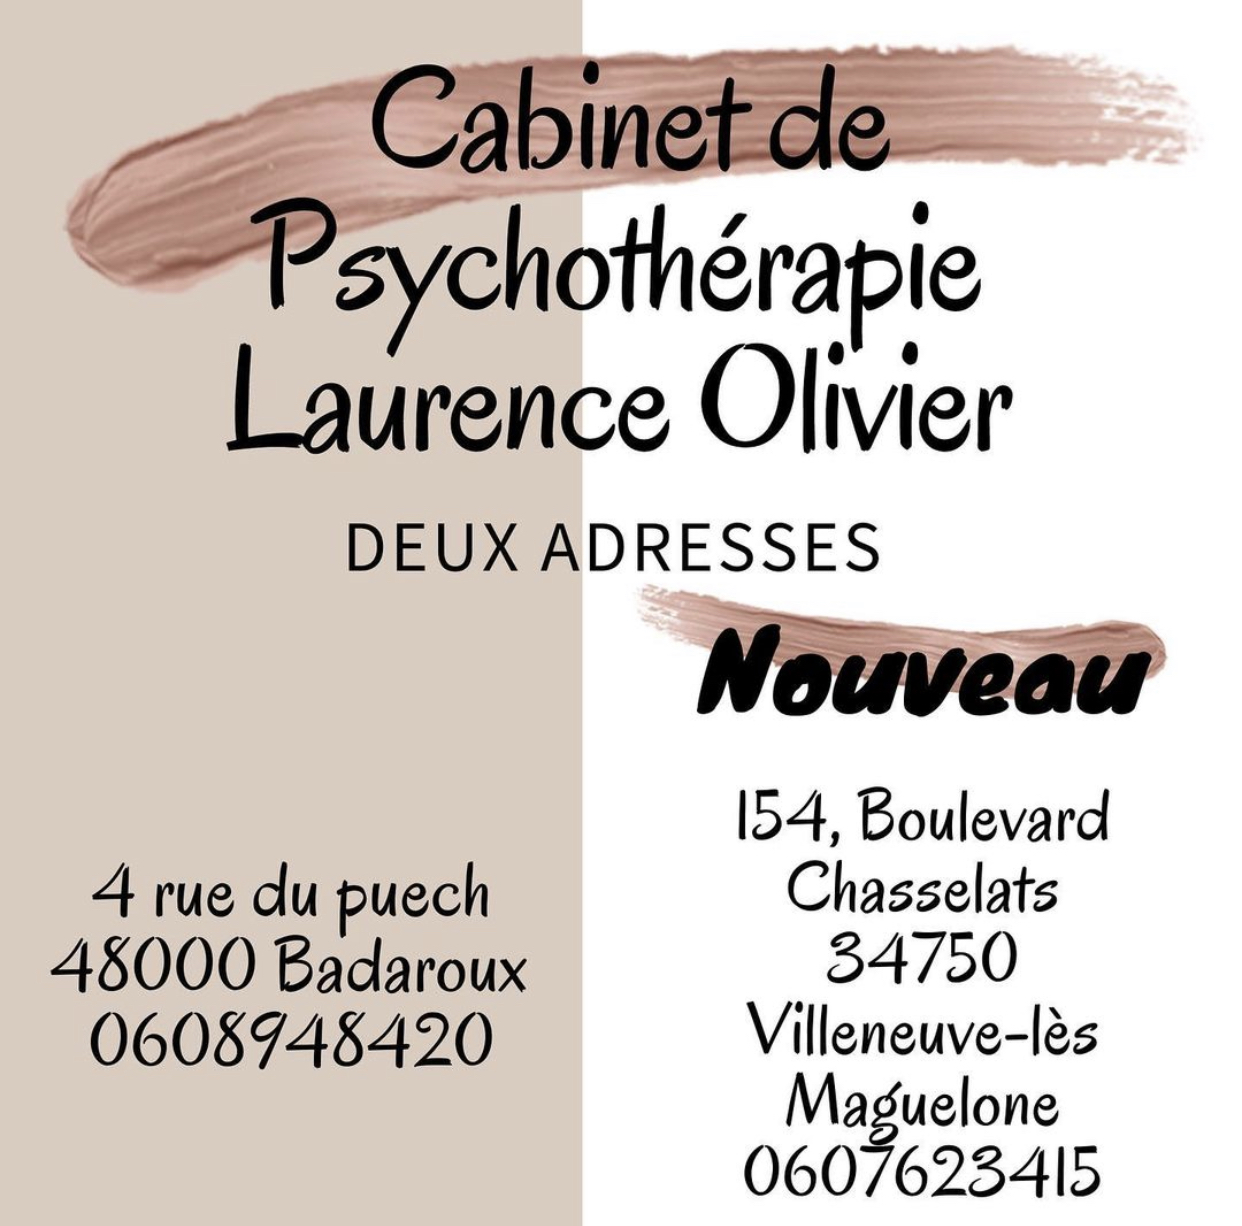 Cabinet de
Psychothérapie
Laurence Olivier
DEUX ADRESSES
Nouveau
4 rue du puech
48000 Badaroux
0608948420
154, Boulevard
Chasselats
34750
Villeneuve-lès
Maguelone
0607623415